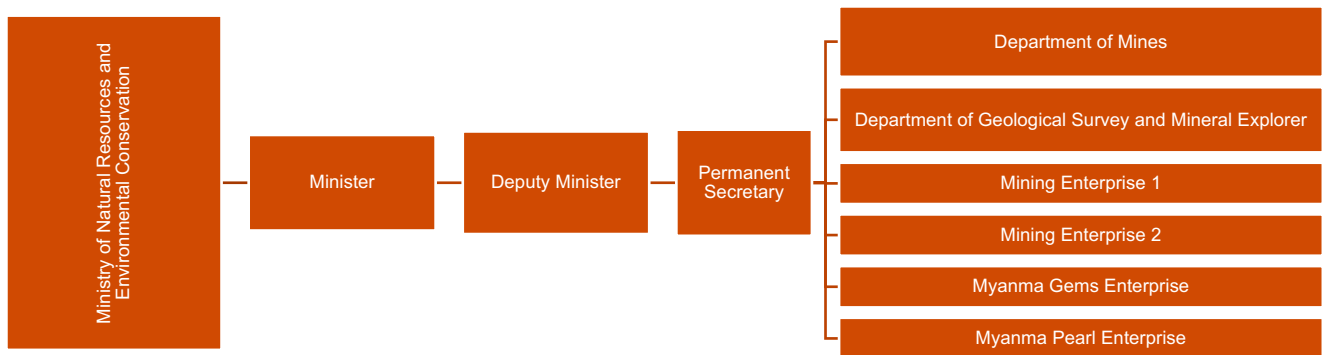 Ministry of Natural Resources and
Environmental Conservation
Minister
Deputy Minister
Permanent
Secretary
Department of Mines
Department of Geological Survey and Mineral Explorer
Mining Enterprise 1
Mining Enterprise 2
Myanma Gems Enterprise
Myanma Pearl Enterprise